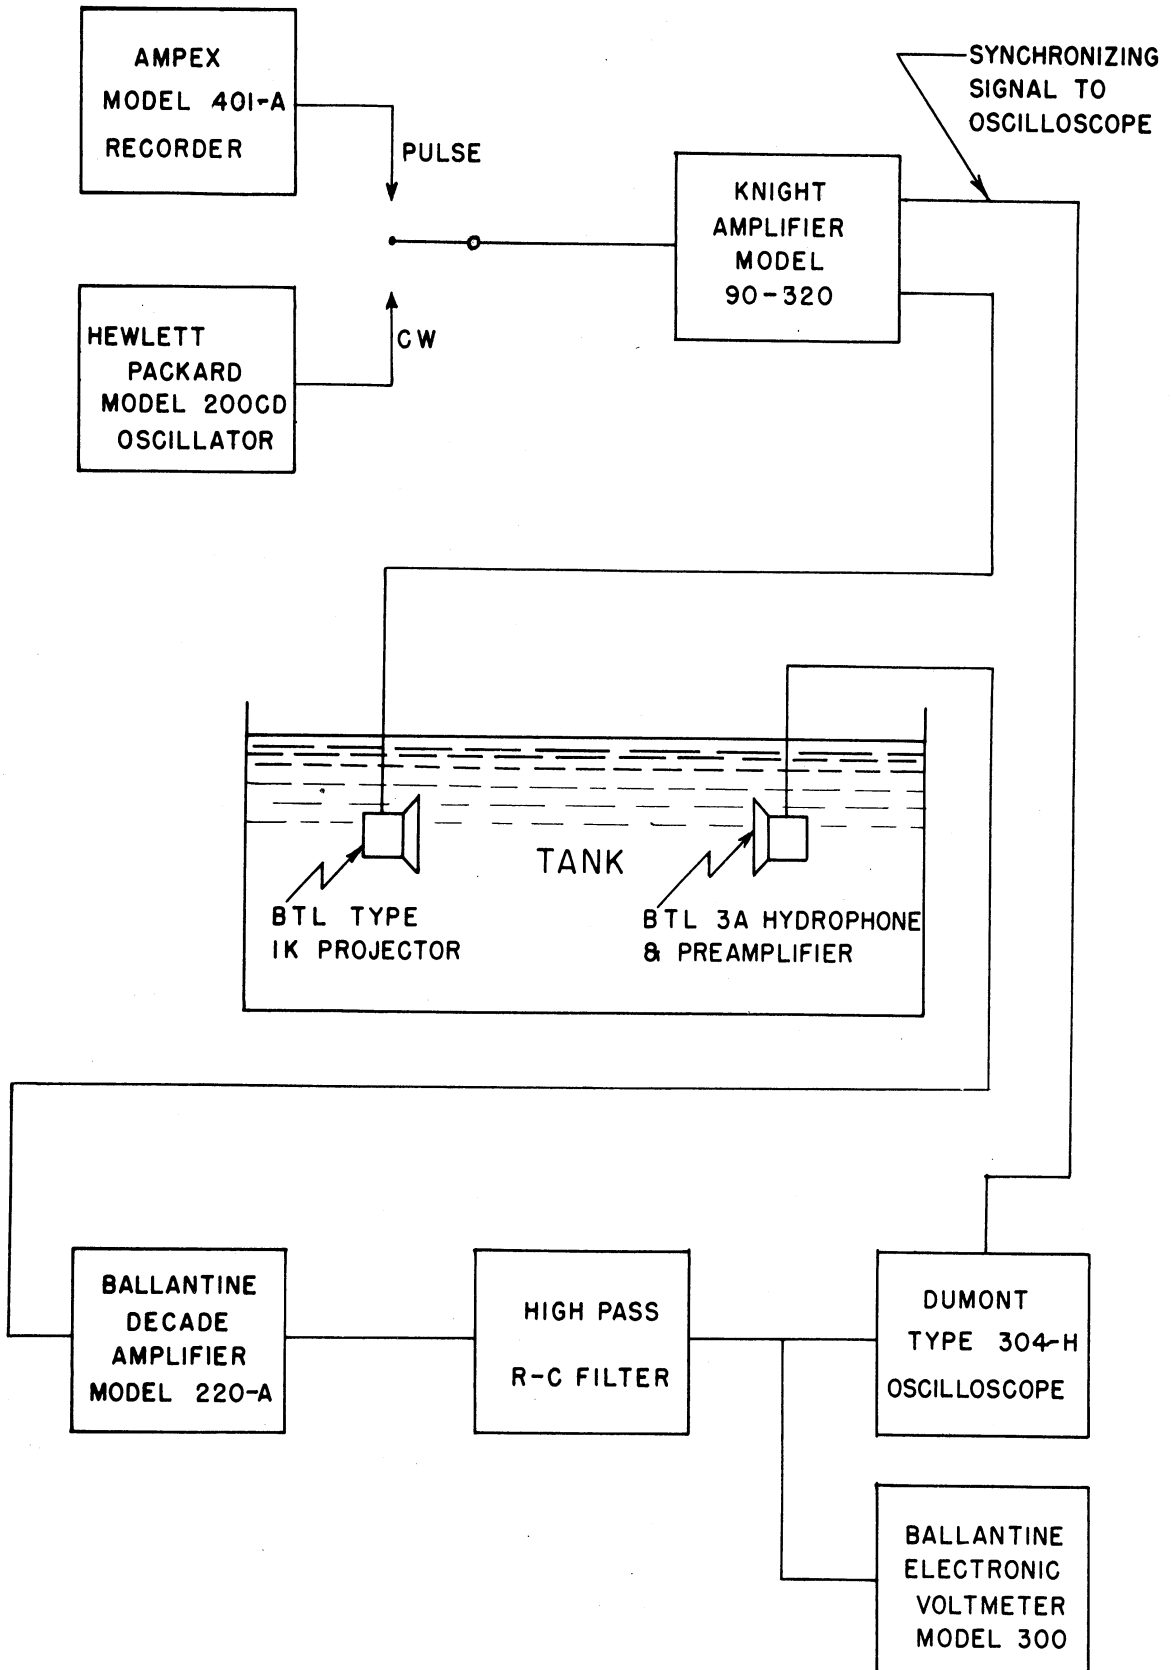 AMPEX
MODEL 401-A
RECORDER
PULSE
SYNCHRONIZING
SIGNAL TO
OSCILLOSCOPE
KNIGHT
AMPLIFIER
MODEL
90-320
HEWLETT
PACKARD
MODEL 200CD
OSCILLATOR
CW
TANK
BTL TYPE
1K PROJECTOR
BTL 3A HYDROPHONE
& PREAMPLIFIER
BALLANTINE
DECADE
AMPLIFIER
MODEL 220-A
HIGH PASS
R-C FILTER
DUMONT
TYPE 304-H
OSCILLOSCOPE
BALLANTINE
ELECTRONIC
VOLTMETER
MODEL 300